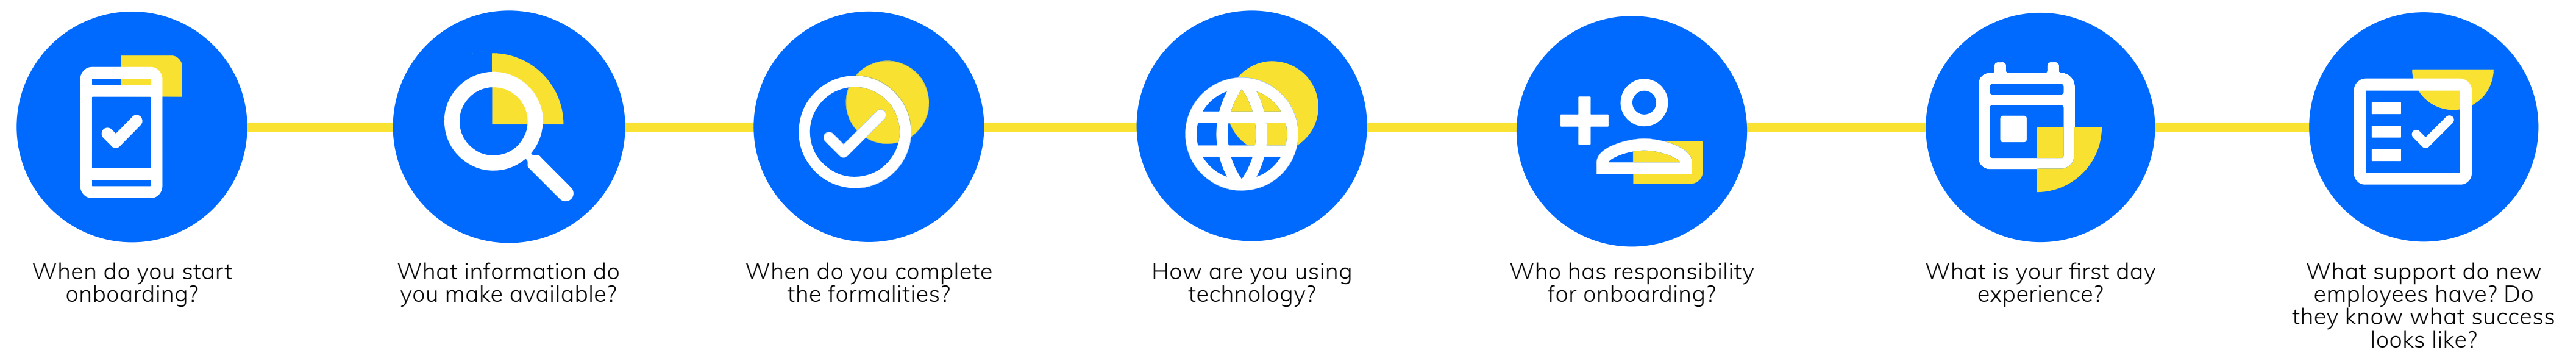 When do you start
onboarding?
What information do
you make available?
When do you complete
the formalities?
How are you using
technology?
Who has responsibility
for onboarding?
What is your first day
experience?
What support do new
employees have? Do
they know what success
looks like?